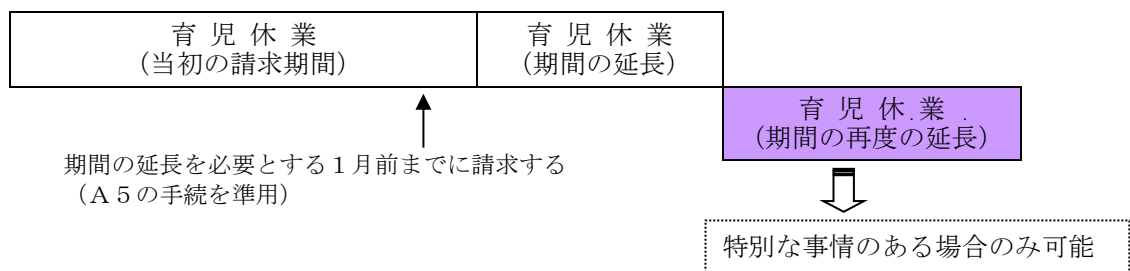 育児休業
（当初の請求期間）
育児休業
（期間の延長）
育児休業
（期間の再度の延長）
期間の延長を必要とする１月前までに請求する
（Ａ５の手続を準用）
特別な事情のある場合のみ可能